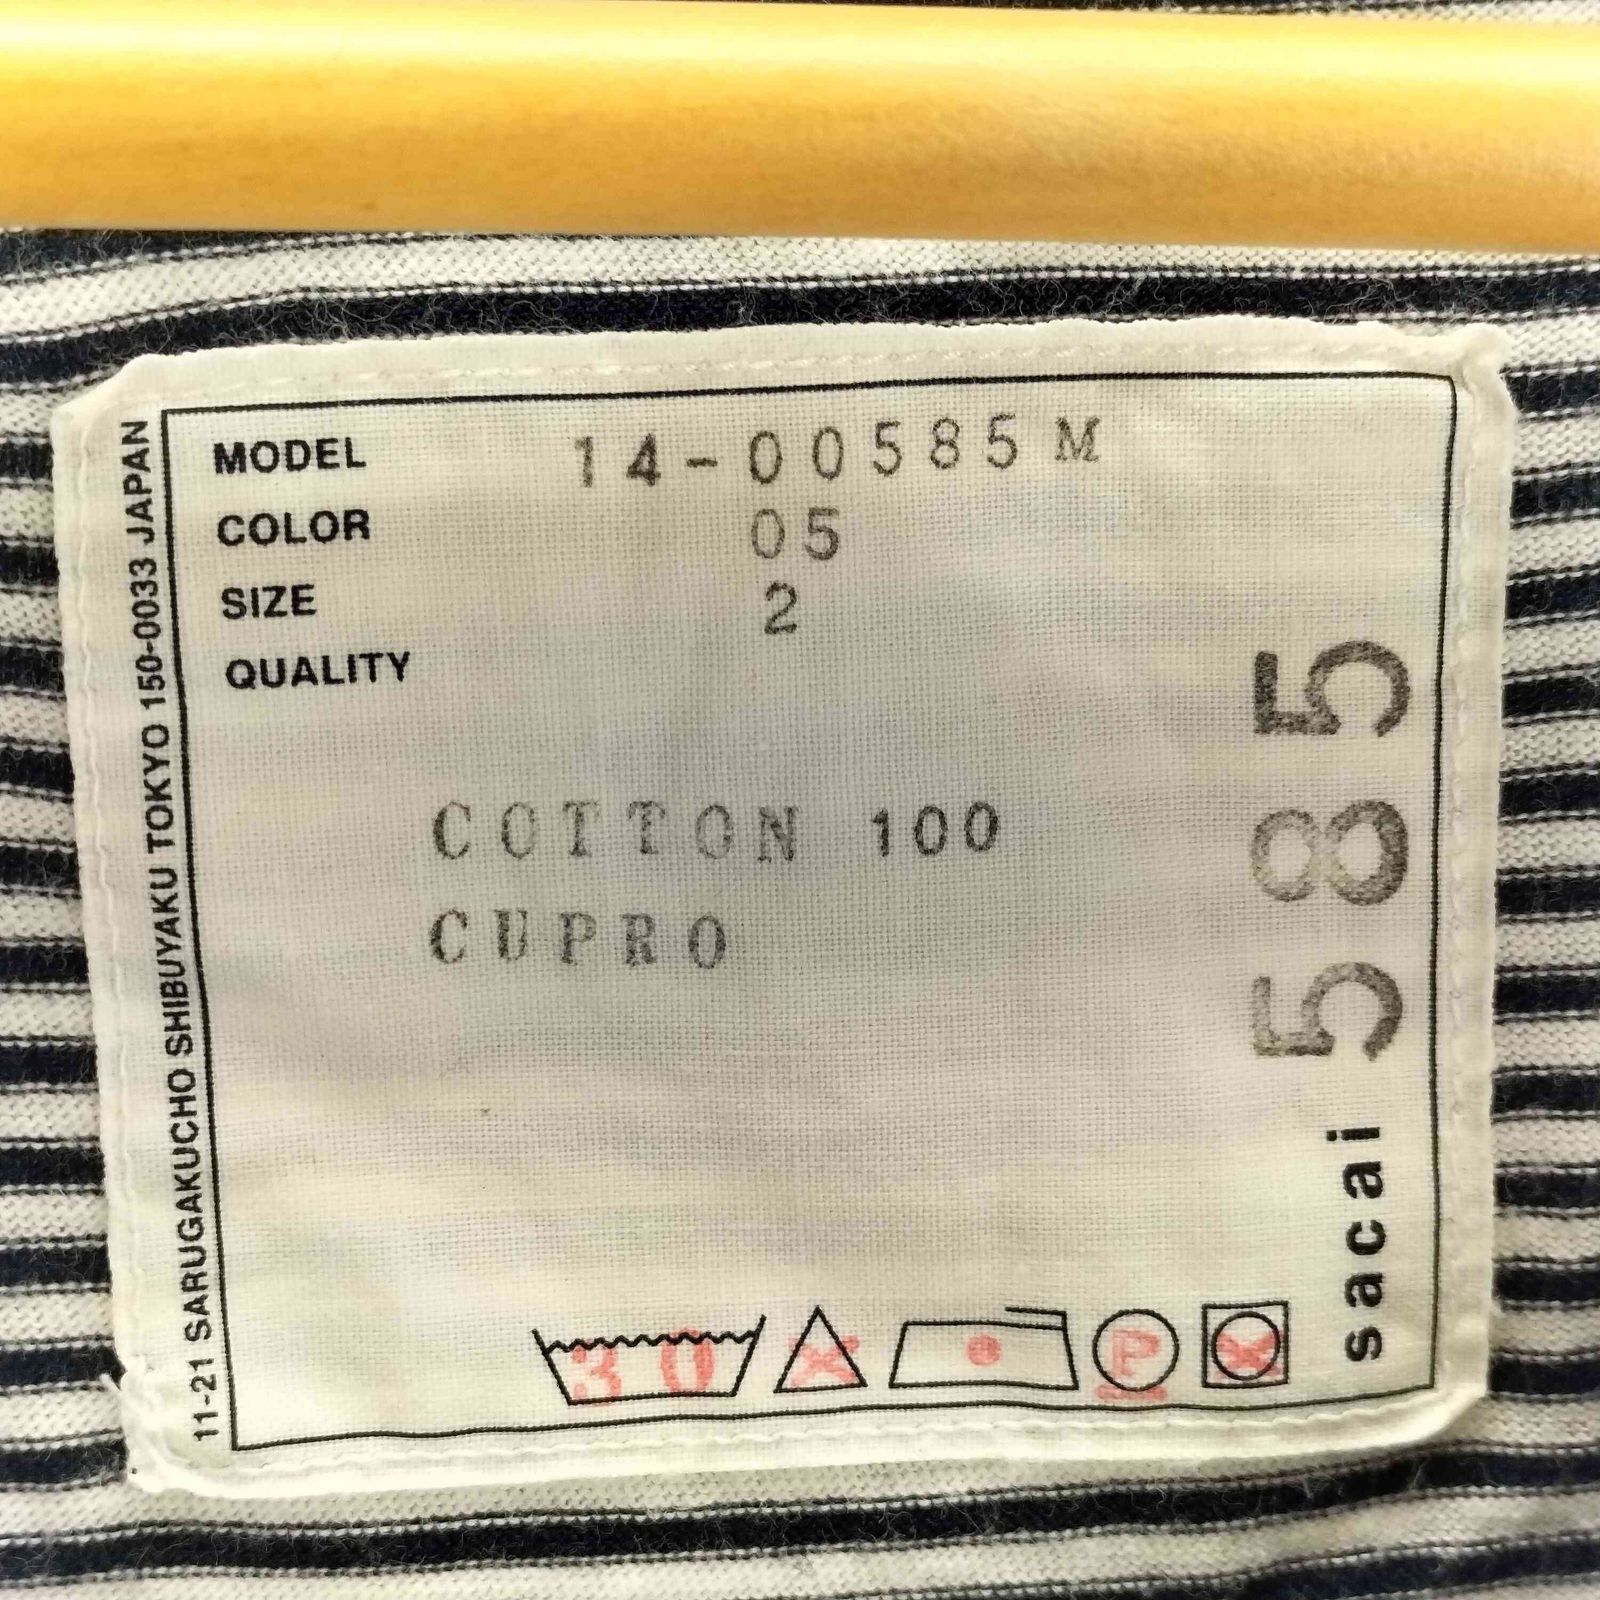 MODEL 14-00585M
COLOR 05
SIZE 2
QUALITY
COTTON 100
CUPRO
30 P
sacai 585
11-21 SARUGAKUCHO SHIBUYAKU TOKYO 150-0033 JAPAN